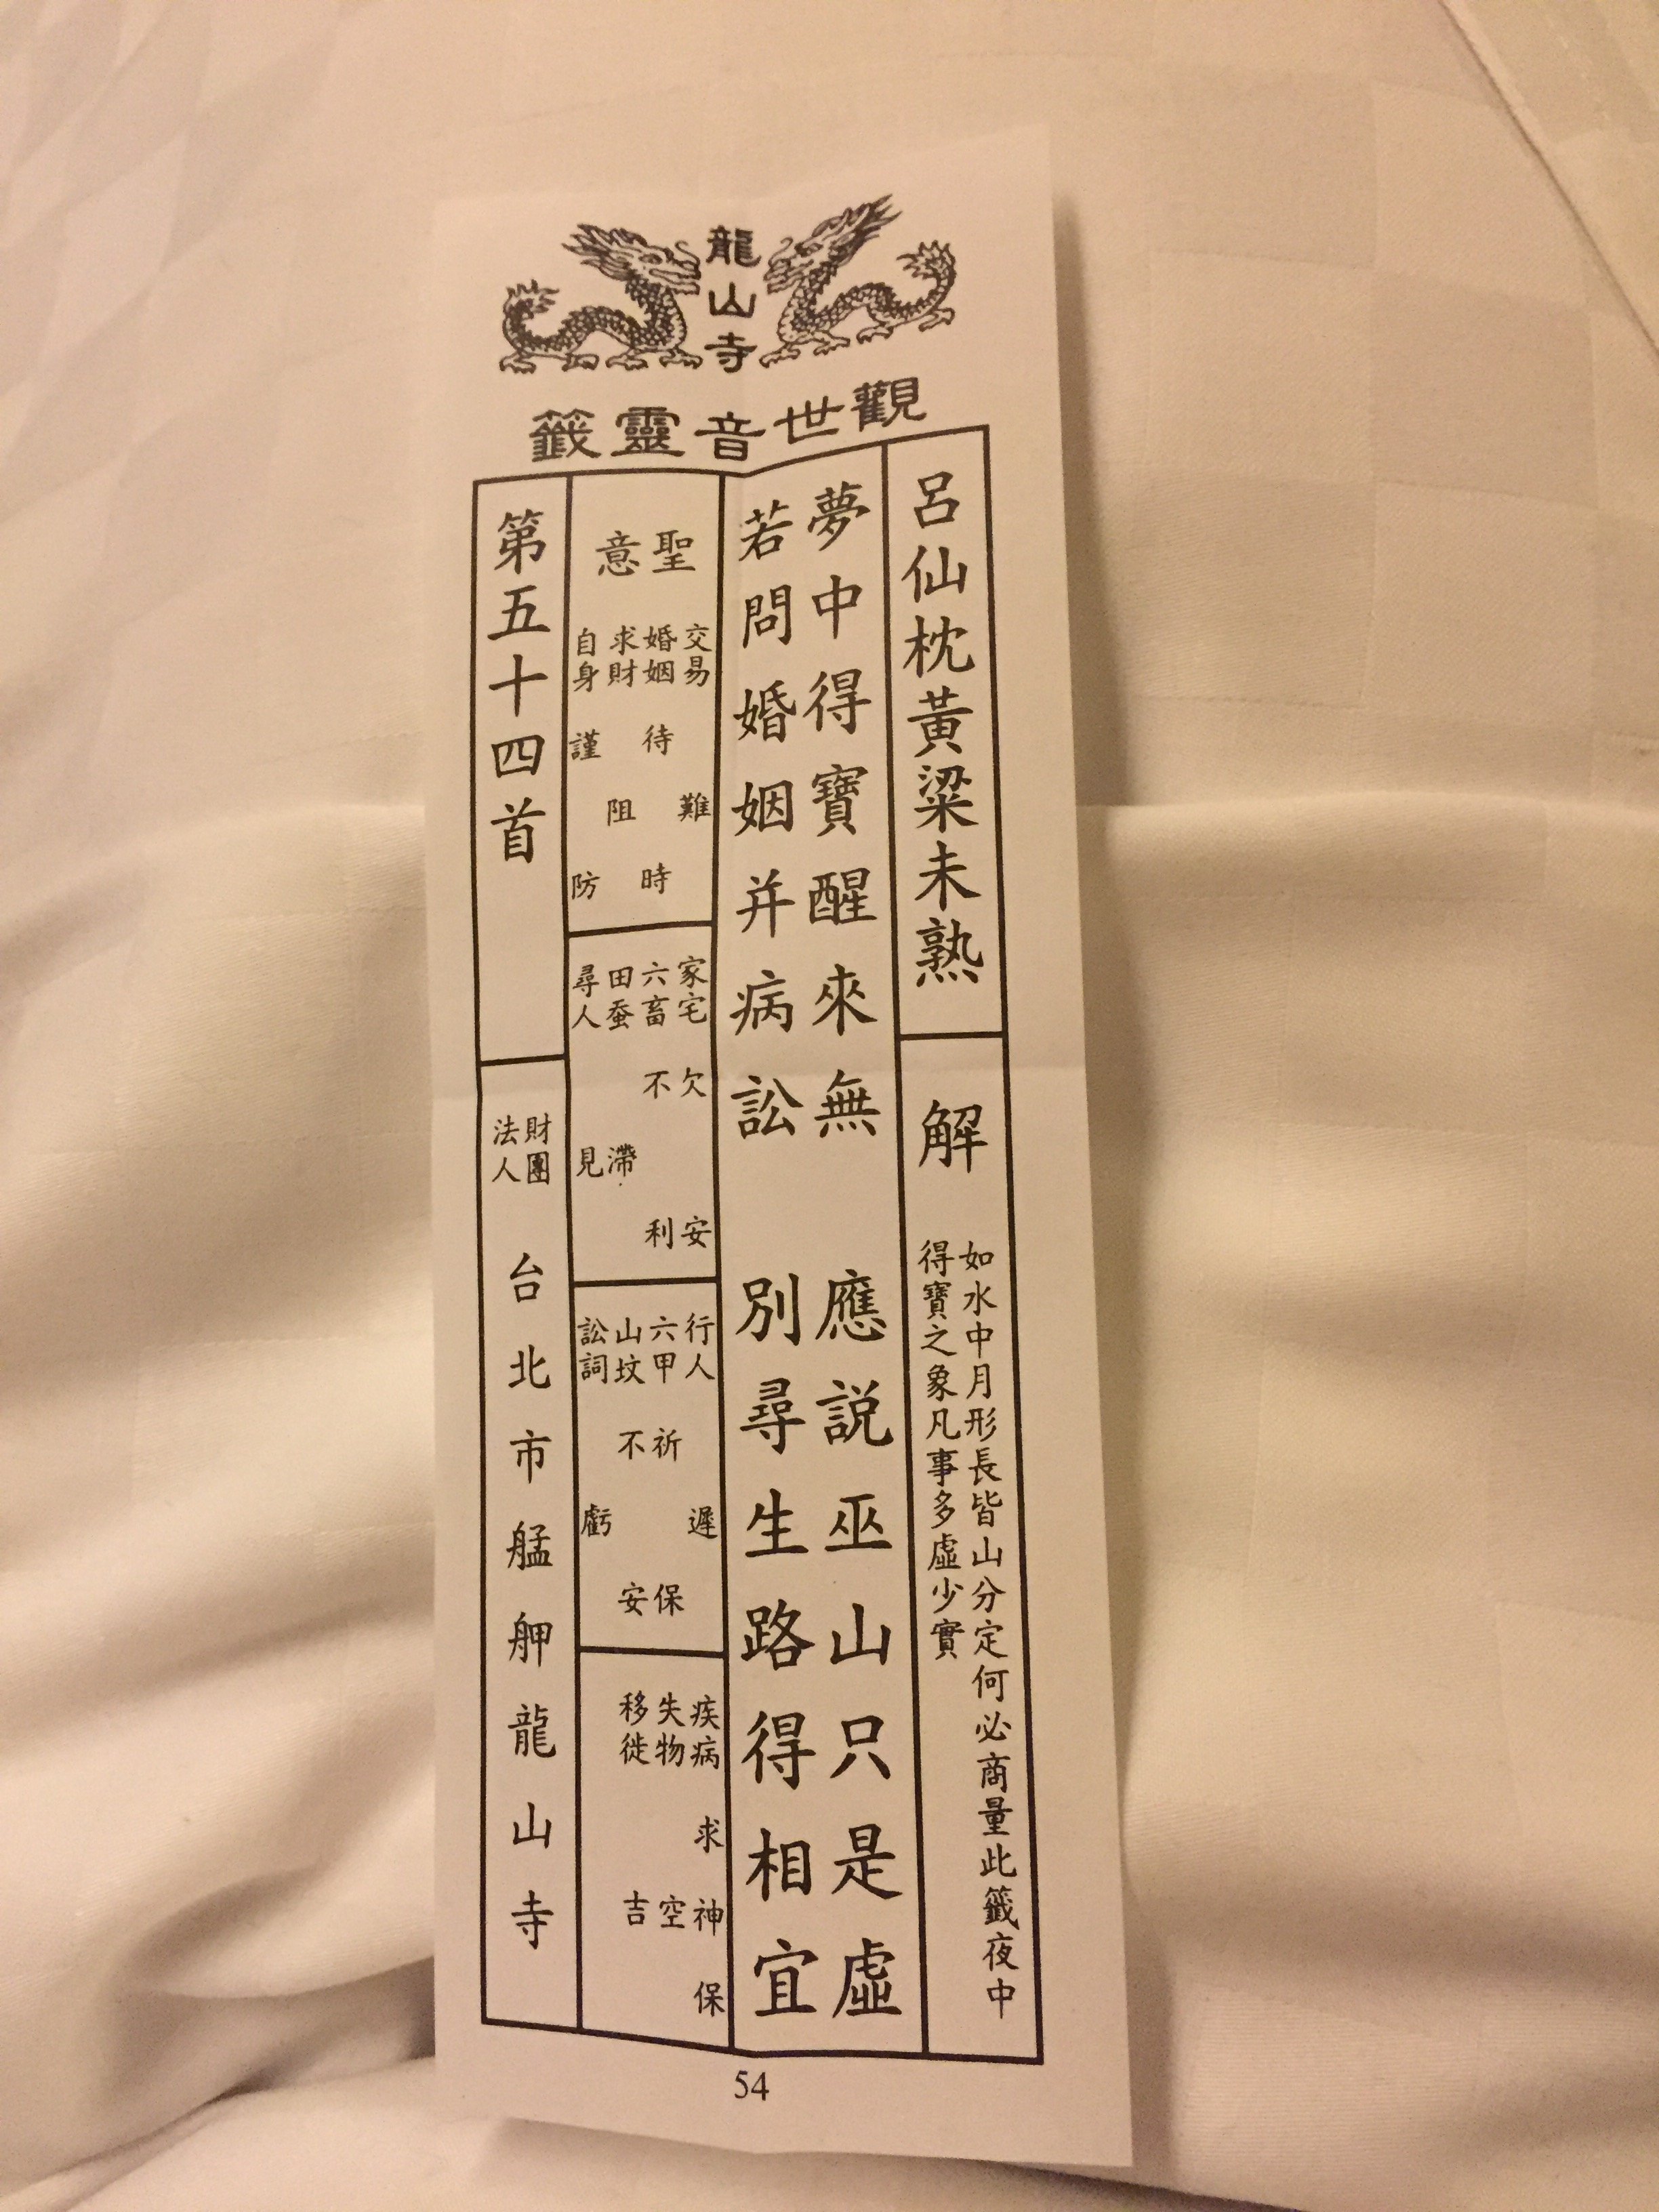 龍山寺
觀世音靈籤
呂仙枕黃粱未熟
解
如水中月形長皆山分定何必商量此籤夜中
得寶之象凡事多虛少實
夢中得寶醒來無 應説巫山只是虛
若問婚姻并病訟 別尋生路得相宜
聖意
交易 難
婚姻 待時
求財 阻
自身 謹防
家宅 欠安
六畜 不利
田蚕 滯
尋人 見
行人 遲
六甲 祈保
山坟 不安
訟詞 虧
疾病 求神保
失物 空
移徙 吉
第五十四首
財團
法人
台北市艋舺龍山寺
54